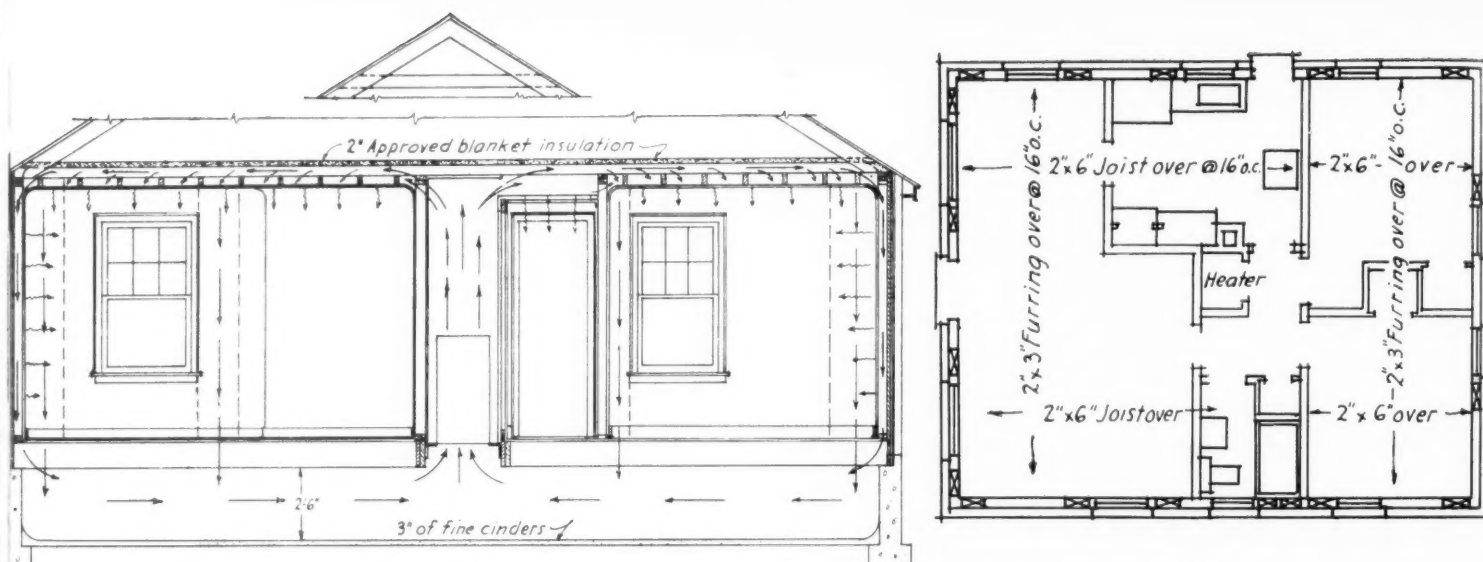 2" Approved blanket insulation
2'-6"
3" of fine cinders
2"x6" Joist over @ 16" o.c.
2"x6"- over
2"x3" Furring over @ 16" o.c.
2"x3" Furring over @ 16" o.c.
Heater
2"x6" Joist over
2"x 6" over